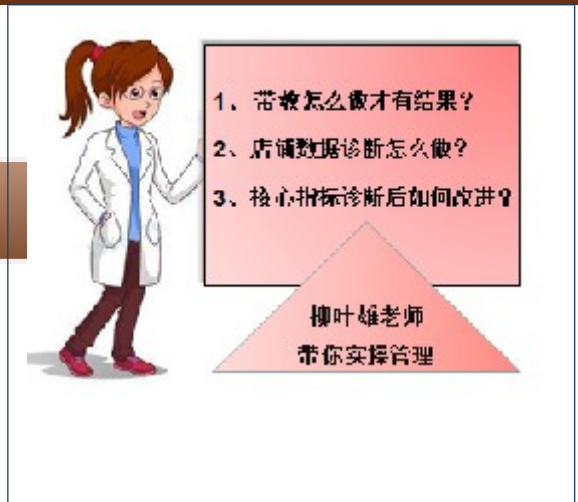 1、带教怎么做才有结果？
2、店铺数据诊断怎么做？
3、核心指标诊断后如何改进？
柳叶雄老师
带你实操管理